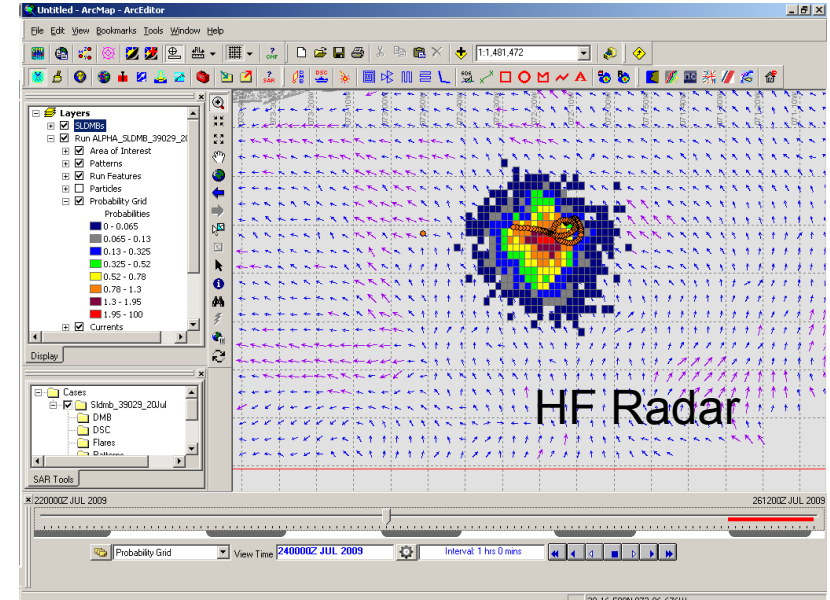 Untitled - ArcMap - ArcEditor
File Edit View Bookmarks Tools Window Help
1:1,481,472
Layers
SLDMBs
Run ALPHA_SLDMB_39029_20
Area of Interest
Patterns
Run Features
Particles
Probability Grid
Probabilities
0 - 0.065
0.065 - 0.13
0.13 - 0.325
0.325 - 0.52
0.52 - 0.78
0.78 - 1.3
1.3 - 1.95
1.95 - 100
Currents
Display
Cases
Sldmb_39029_20Jul
DMB
DSC
Flares
Patterns
SAR Tools
HF Radar
220000Z JUL 2009
261200Z JUL 2009
Probability Grid
View Time 240000Z JUL 2009
Interval: 1 hrs 0 mins